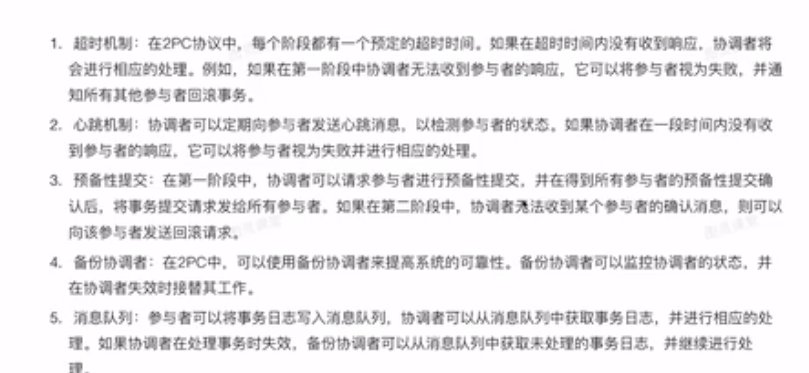 1. 超时机制：在2PC协议中，每个阶段都有一个预定的超时时间。如果在超时时间内没有收到响应，协调者将
会进行相应的处理。例如，如果在第一阶段中协调者无法收到参与者的响应，它可以将参与者视为失败，并通
知所有其他参与者回滚事务。
2. 心跳机制：协调者可以定期向参与者发送心跳消息，以检测参与者的状态。如果协调者在一段时间内没有收
到参与者的响应，它可以将参与者视为失败并进行相应的处理。
3. 预备性提交：在第一阶段中，协调者可以请求参与者进行预备性提交，并在得到所有参与者的预备性提交确
认后，将事务提交请求发给所有参与者。如果在第二阶段中，协调者无法收到某个参与者的确认消息，则可以
向该参与者发送回滚请求。
4. 备份协调者：在2PC中，可以使用备份协调者来提高系统的可靠性。备份协调者可以监控协调者的状态，并
在协调者失效时接替其工作。
5. 消息队列：参与者可以将事务日志写入消息队列，协调者可以从消息队列中获取事务日志，并进行相应的处
理。如果协调者在处理事务时失效，备份协调者可以从消息队列中获取未处理的事务日志，并继续进行处
理。